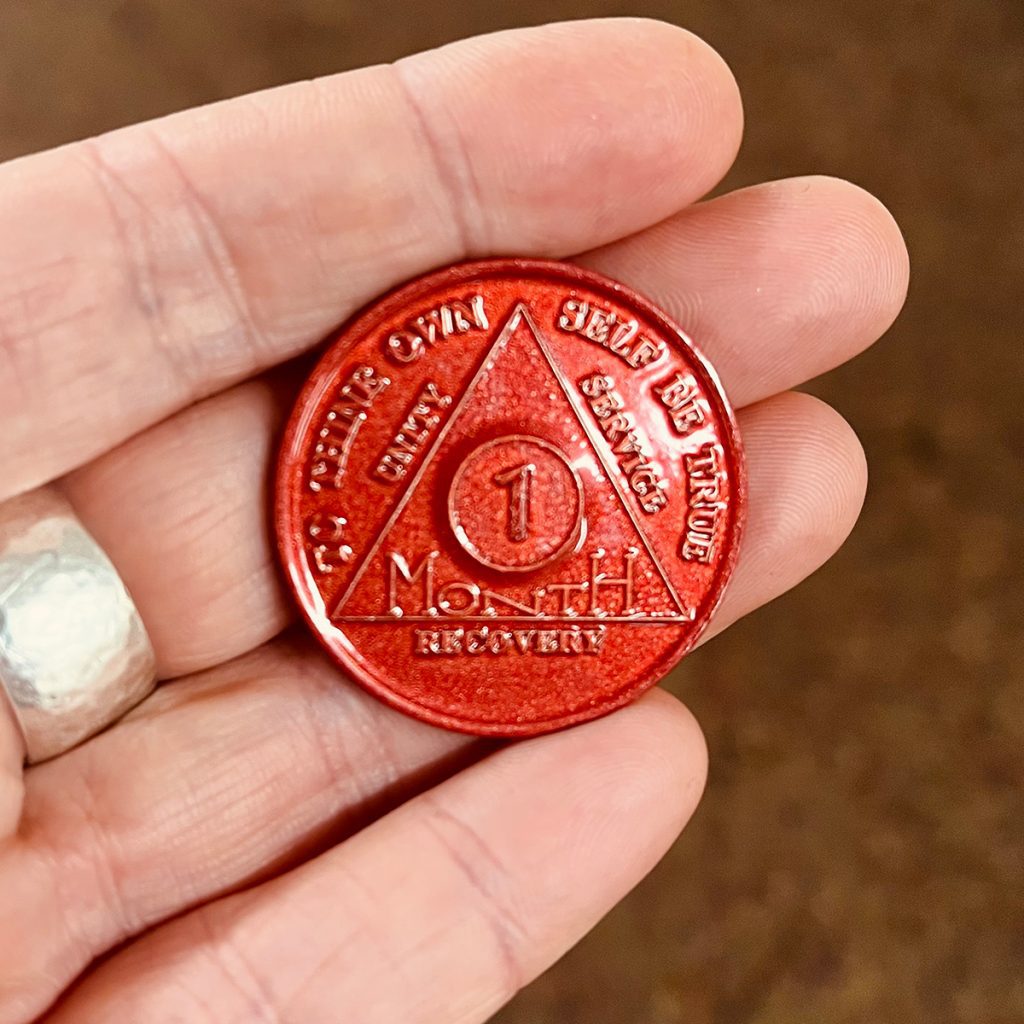 TO THINE OWN SELF BE TRUE
UNITY
SERVICE
1
MONTH
RECOVERY